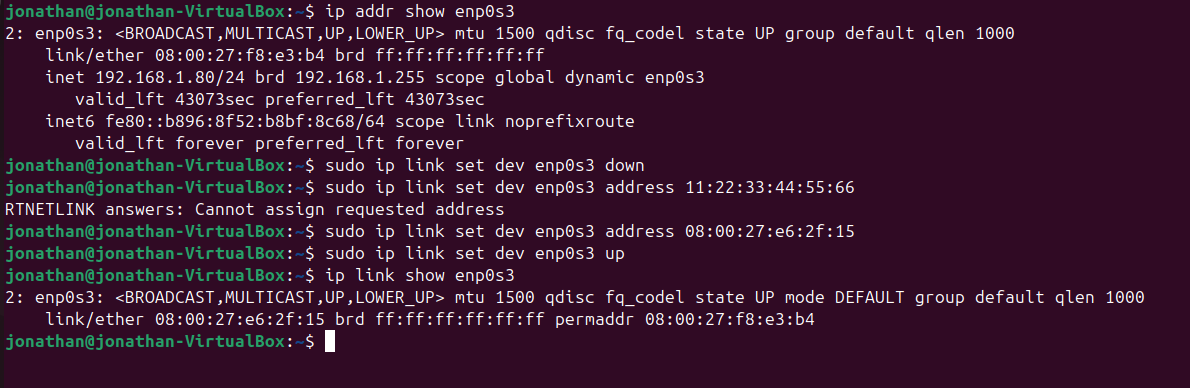 jonathan@jonathan-VirtualBox:~$ ip addr show enp0s3
2: enp0s3: <BROADCAST,MULTICAST,UP,LOWER_UP> mtu 1500 qdisc fq_codel state UP group default qlen 1000
    link/ether 08:00:27:f8:e3:b4 brd ff:ff:ff:ff:ff:ff
    inet 192.168.1.80/24 brd 192.168.1.255 scope global dynamic enp0s3
       valid_lft 43073sec preferred_lft 43073sec
    inet6 fe80::b896:8f52:b8bf:8c68/64 scope link noprefixroute
       valid_lft forever preferred_lft forever
jonathan@jonathan-VirtualBox:~$ sudo ip link set dev enp0s3 down
jonathan@jonathan-VirtualBox:~$ sudo ip link set dev enp0s3 address 11:22:33:44:55:66
RTNETLINK answers: Cannot assign requested address
jonathan@jonathan-VirtualBox:~$ sudo ip link set dev enp0s3 address 08:00:27:e6:2f:15
jonathan@jonathan-VirtualBox:~$ sudo ip link set dev enp0s3 up
jonathan@jonathan-VirtualBox:~$ ip link show enp0s3
2: enp0s3: <BROADCAST,MULTICAST,UP,LOWER_UP> mtu 1500 qdisc fq_codel state UP mode DEFAULT group default qlen 1000
    link/ether 08:00:27:e6:2f:15 brd ff:ff:ff:ff:ff:ff permaddr 08:00:27:f8:e3:b4
jonathan@jonathan-VirtualBox:~$